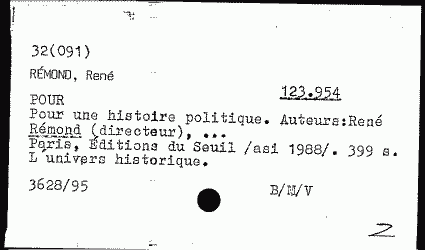 32(091)
RÉMOND, René
123.954
POUR
Pour une histoire politique. Auteurs:René
Rémond (directeur), ...
Paris, Éditions du Seuil /asi 1988/. 399 s.
L'univers historique.
3628/95
B/M/V
2